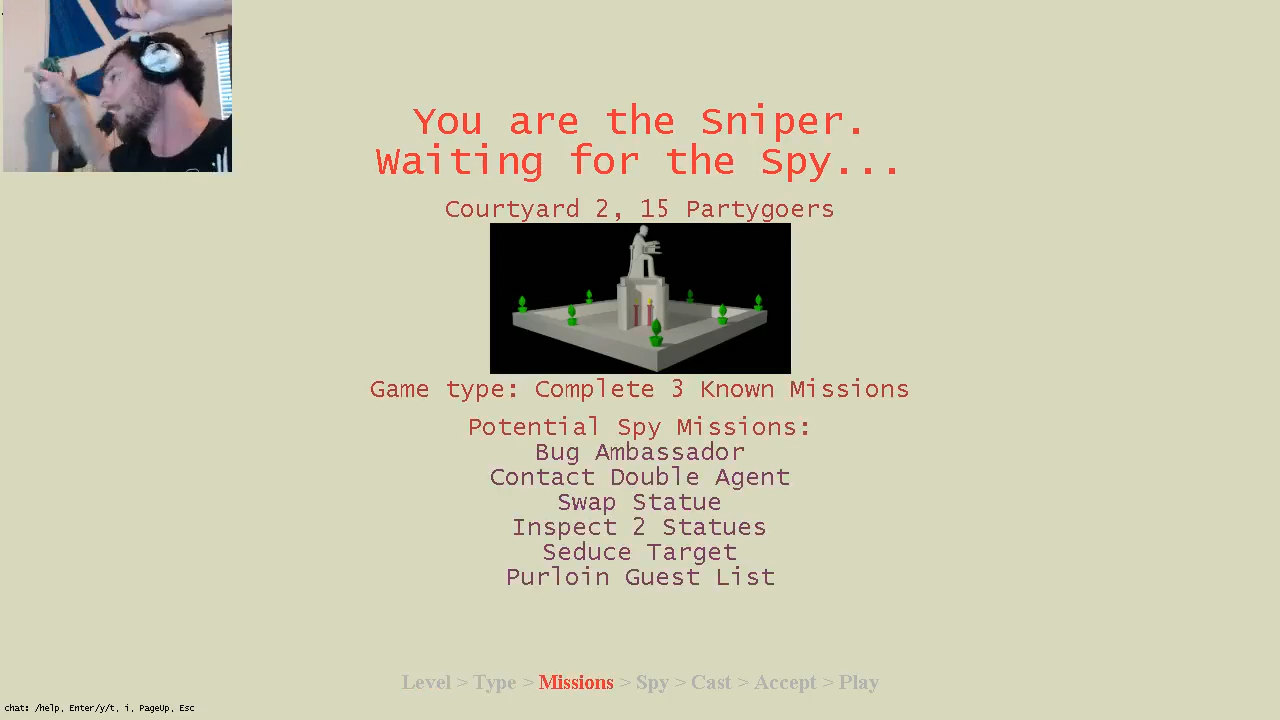 You are the Sniper.
Waiting for the Spy...
Courtyard 2, 15 Partygoers
Game type: Complete 3 Known Missions
Potential Spy Missions:
Bug Ambassador
Contact Double Agent
Swap Statue
Inspect 2 Statues
Seduce Target
Purloin Guest List
Level > Type > Missions > Spy > Cast > Accept > Play
chat: /help, Enter/y/t, i, PageUp, Esc